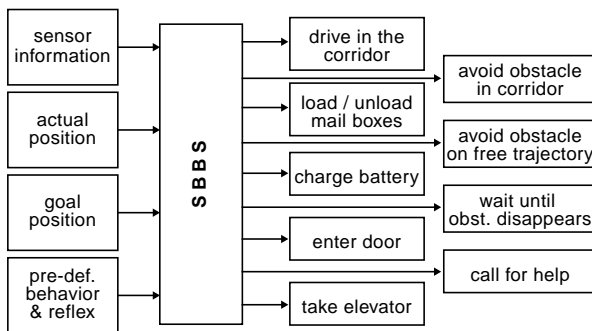 sensor
information
actual
position
goal
position
pre-def.
behavior
& reflex
SBBS
drive in the
corridor
load / unload
mail boxes
charge battery
enter door
take elevator
avoid obstacle
in corridor
avoid obstacle
on free trajectory
wait until
obst. disappears
call for help